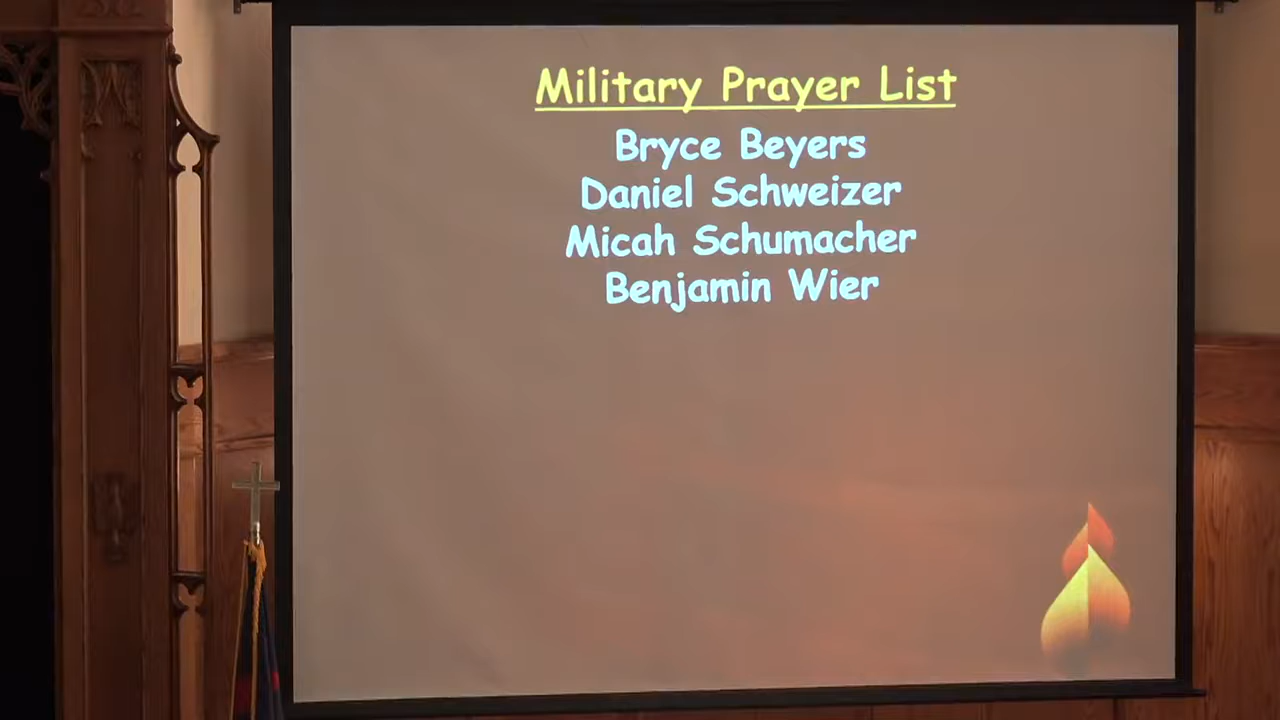 Military Prayer List
Bryce Beyers
Daniel Schweizer
Micah Schumacher
Benjamin Wier